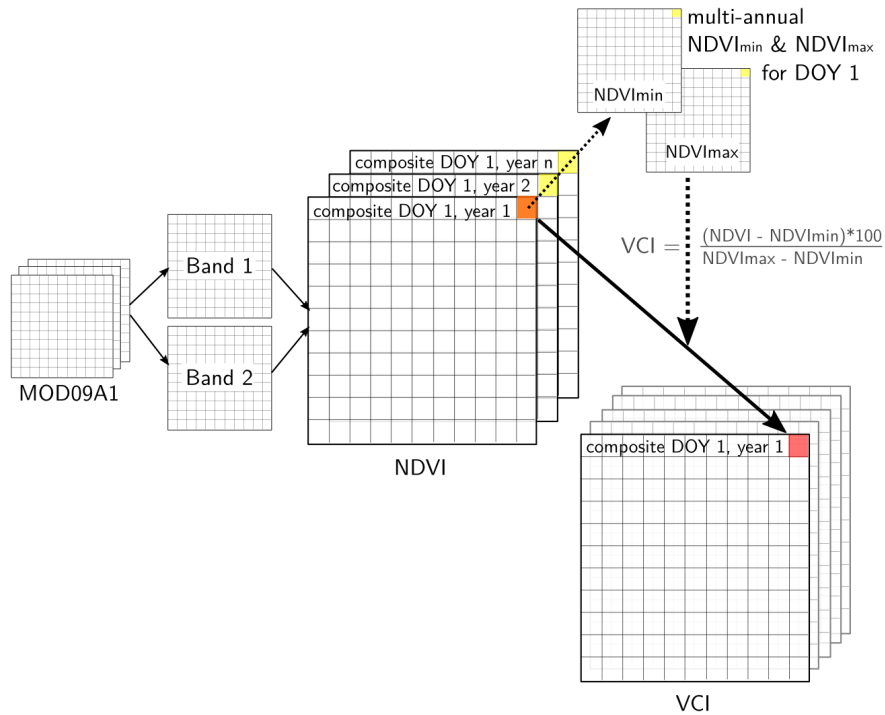 multi-annual
NDVImin & NDVImax
for DOY 1
NDVImin
NDVImax
composite DOY 1, year n
composite DOY 1, year 2
composite DOY 1, year 1
VCI = (NDVI - NDVImin)*100
NDVImax - NDVImin
Band 1
Band 2
MOD09A1
NDVI
composite DOY 1, year 1
VCI